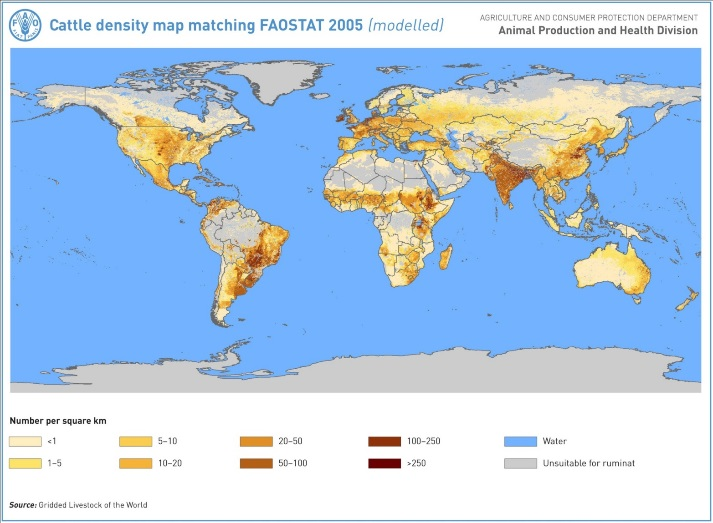 FAO
Cattle density map matching FAOSTAT 2005 (modelled)
AGRICULTURE AND CONSUMER PROTECTION DEPARTMENT
Animal Production and Health Division
Number per square km
<1
5–10
20–50
100–250
Water
1–5
10–20
50–100
>250
Unsuitable for ruminat
Source: Gridded Livestock of the World